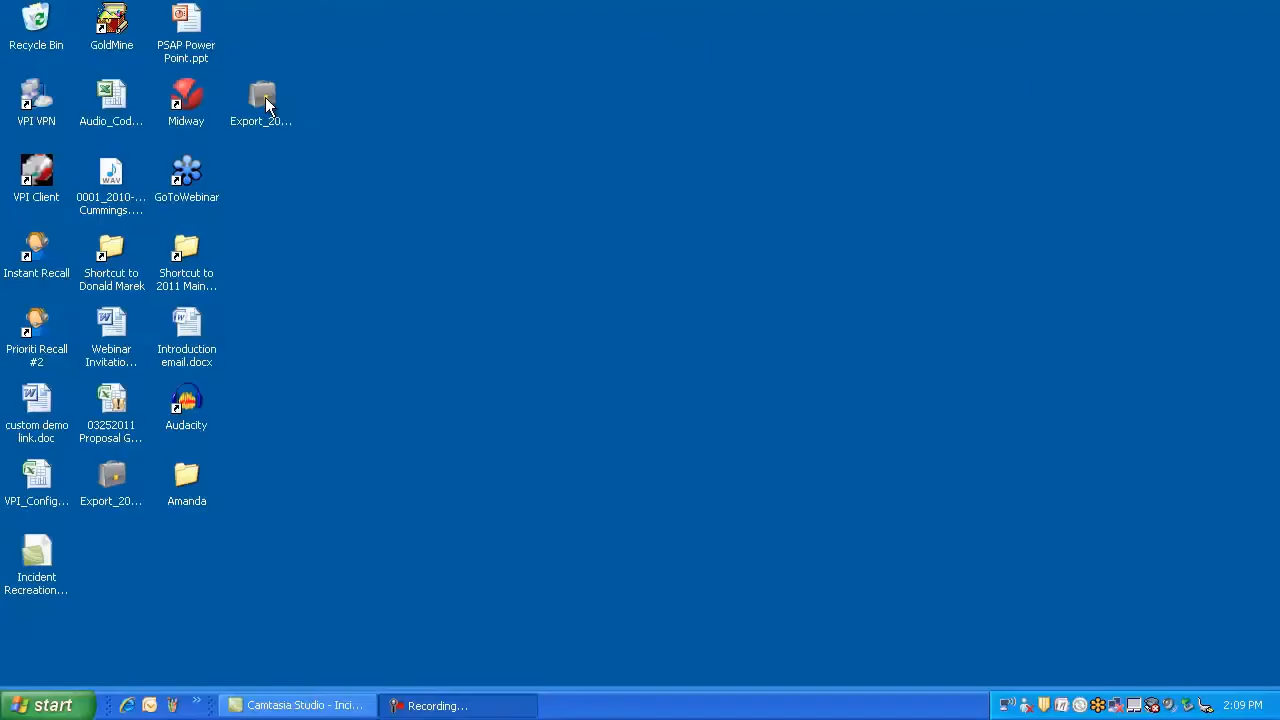 Recycle Bin
GoldMine
PSAP Power
Point.ppt
VPI VPN
Audio_Cod...
Midway
Export_20...
VPI Client
0001_2010-...
Cummings....
GoToWebinar
Instant Recall
Shortcut to
Donald Marek
Shortcut to
2011 Main...
Prioriti Recall
#2
Webinar
Invitatio...
Introduction
email.docx
custom demo
link.doc
03252011
Proposal G...
Audacity
VPI_Config...
Export_20...
Amanda
Incident
Recreation...
start
Camtasia Studio - Inci...
Recording...
2:09 PM